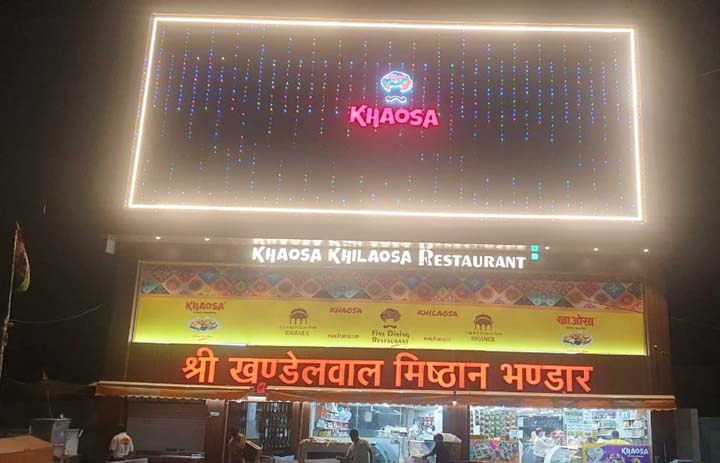 KHAOSA
KHAOSA KHILAOSA RESTAURANT
KHAOSA KHAOSA KHILAOSA खाओसा
BIKANER FINE DINING RESTAURANT BIKANER
श्री खण्डेलवाल मिष्ठान भण्डार
KHAOSA